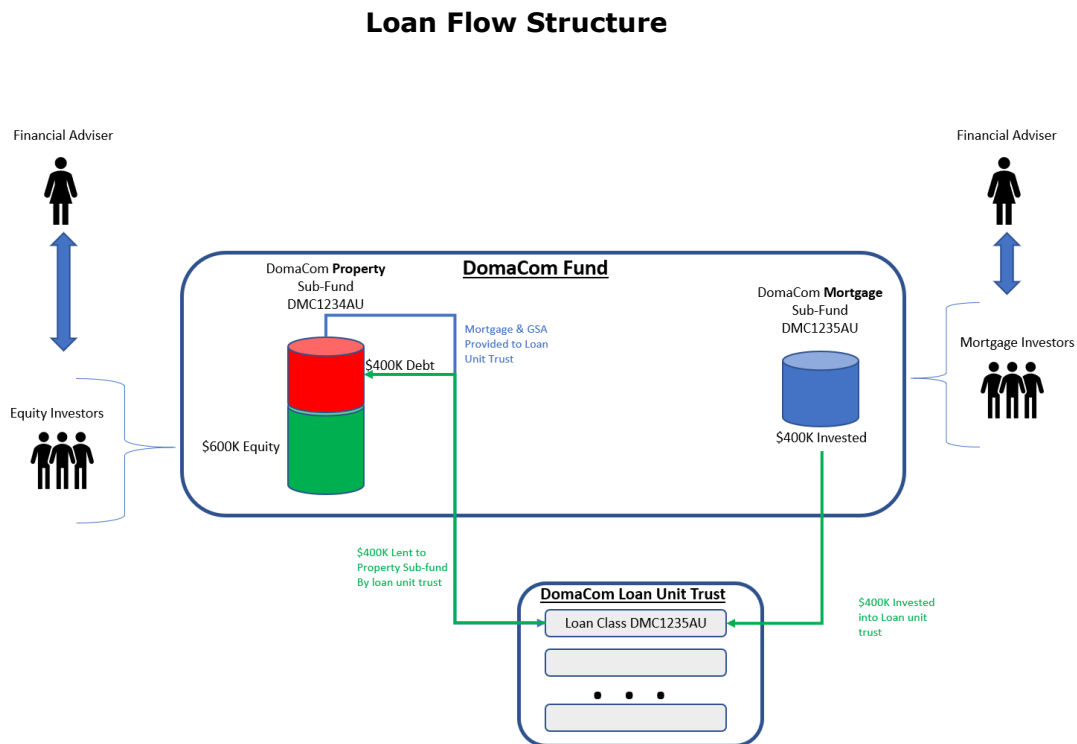 Loan Flow Structure
Financial Adviser
Financial Adviser
DomaCom Fund
DomaCom Property
Sub-Fund
DMC1234AU
DomaCom Mortgage
Sub-Fund
DMC1235AU
Mortgage & GSA
Provided to Loan
Unit Trust
Mortgage Investors
$400K Debt
Equity Investors
$600K Equity
$400K Invested
$400K Lent to
Property Sub-fund
By loan unit trust
DomaCom Loan Unit Trust
Loan Class DMC1235AU
$400K Invested
into Loan unit
trust